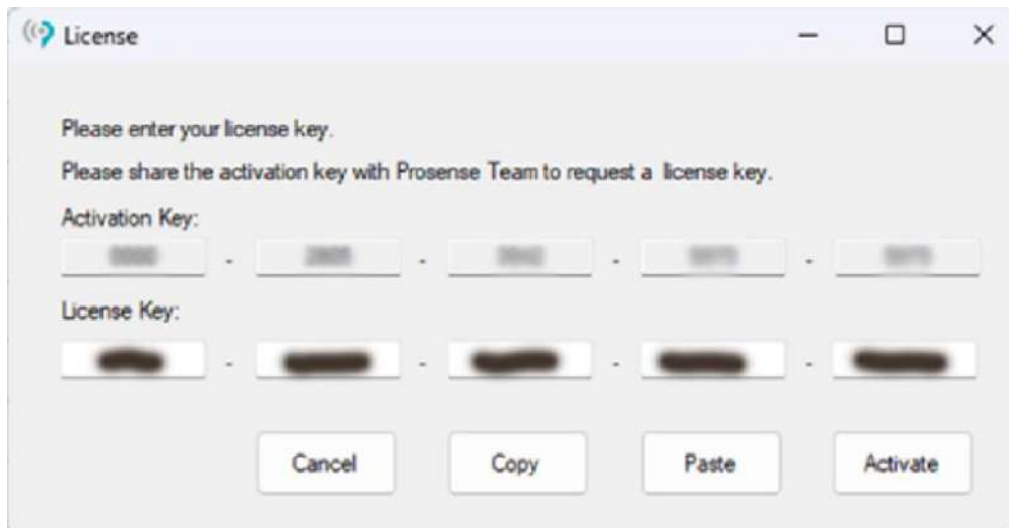 License
Please enter your license key.
Please share the activation key with Prosense Team to request a license key.
Activation Key:
- - - -
License Key:
- - - -
Cancel Copy Paste Activate